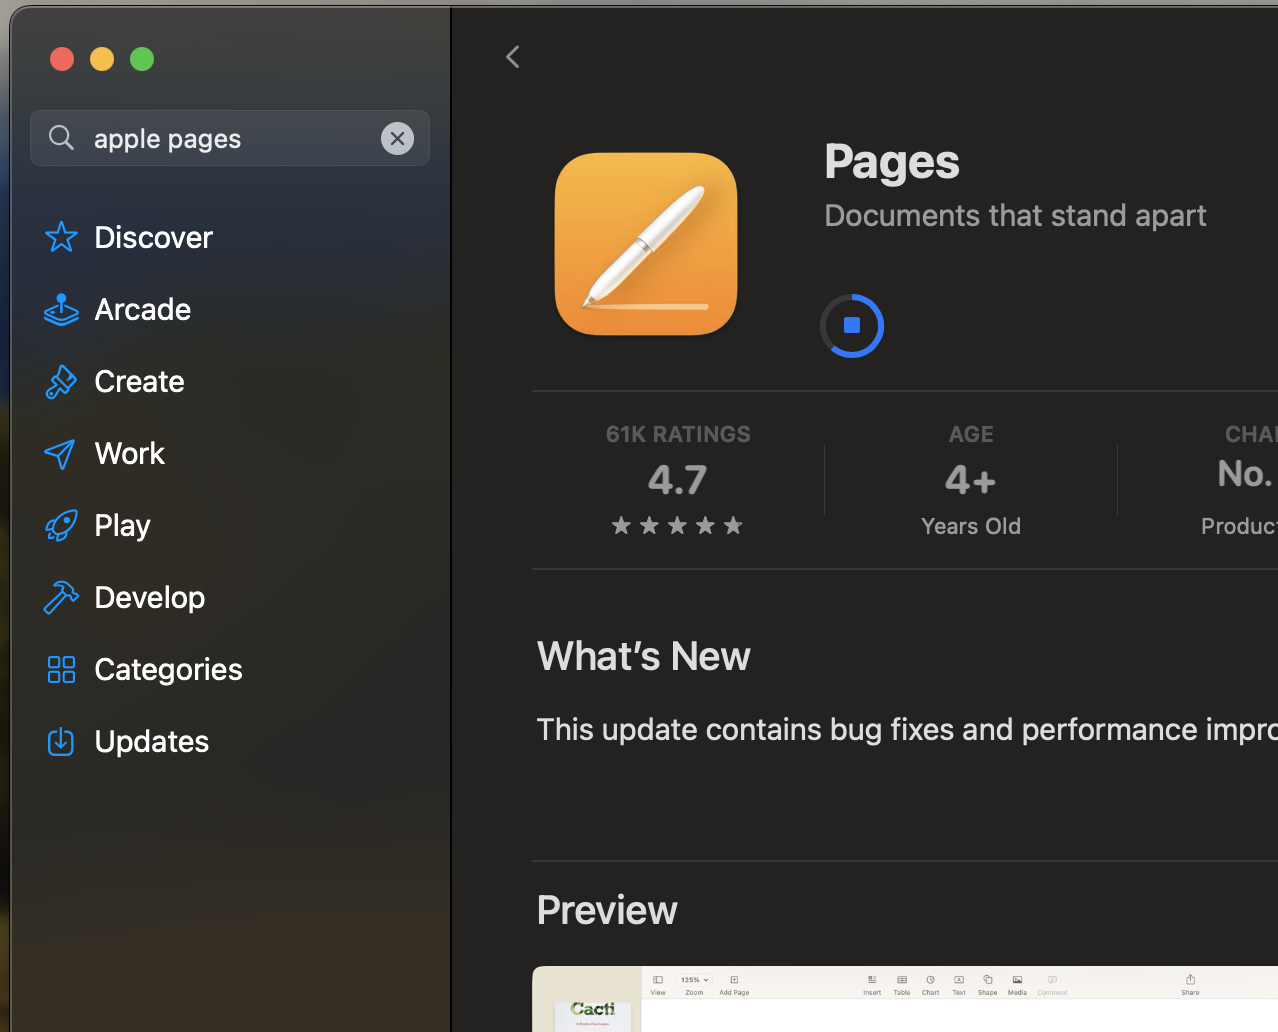 apple pages
Discover
Arcade
Create
Work
Play
Develop
Categories
Updates
Pages
Documents that stand apart
61K RATINGS
4.7
AGE
4+
Years Old
CHA
No.
Produc
What's New
This update contains bug fixes and performance impro
Preview
125%
View
Zoom
Add Page
Insert
Table
Chart
Text
Shape
Media
Comment
Share
Cacti